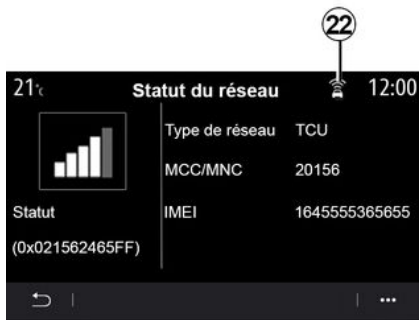 22
21°c Statut du réseau 12:00
Type de réseau TCU
MCC/MNC 20156
Statut IMEI 1645555365655
(0x021562465FF)